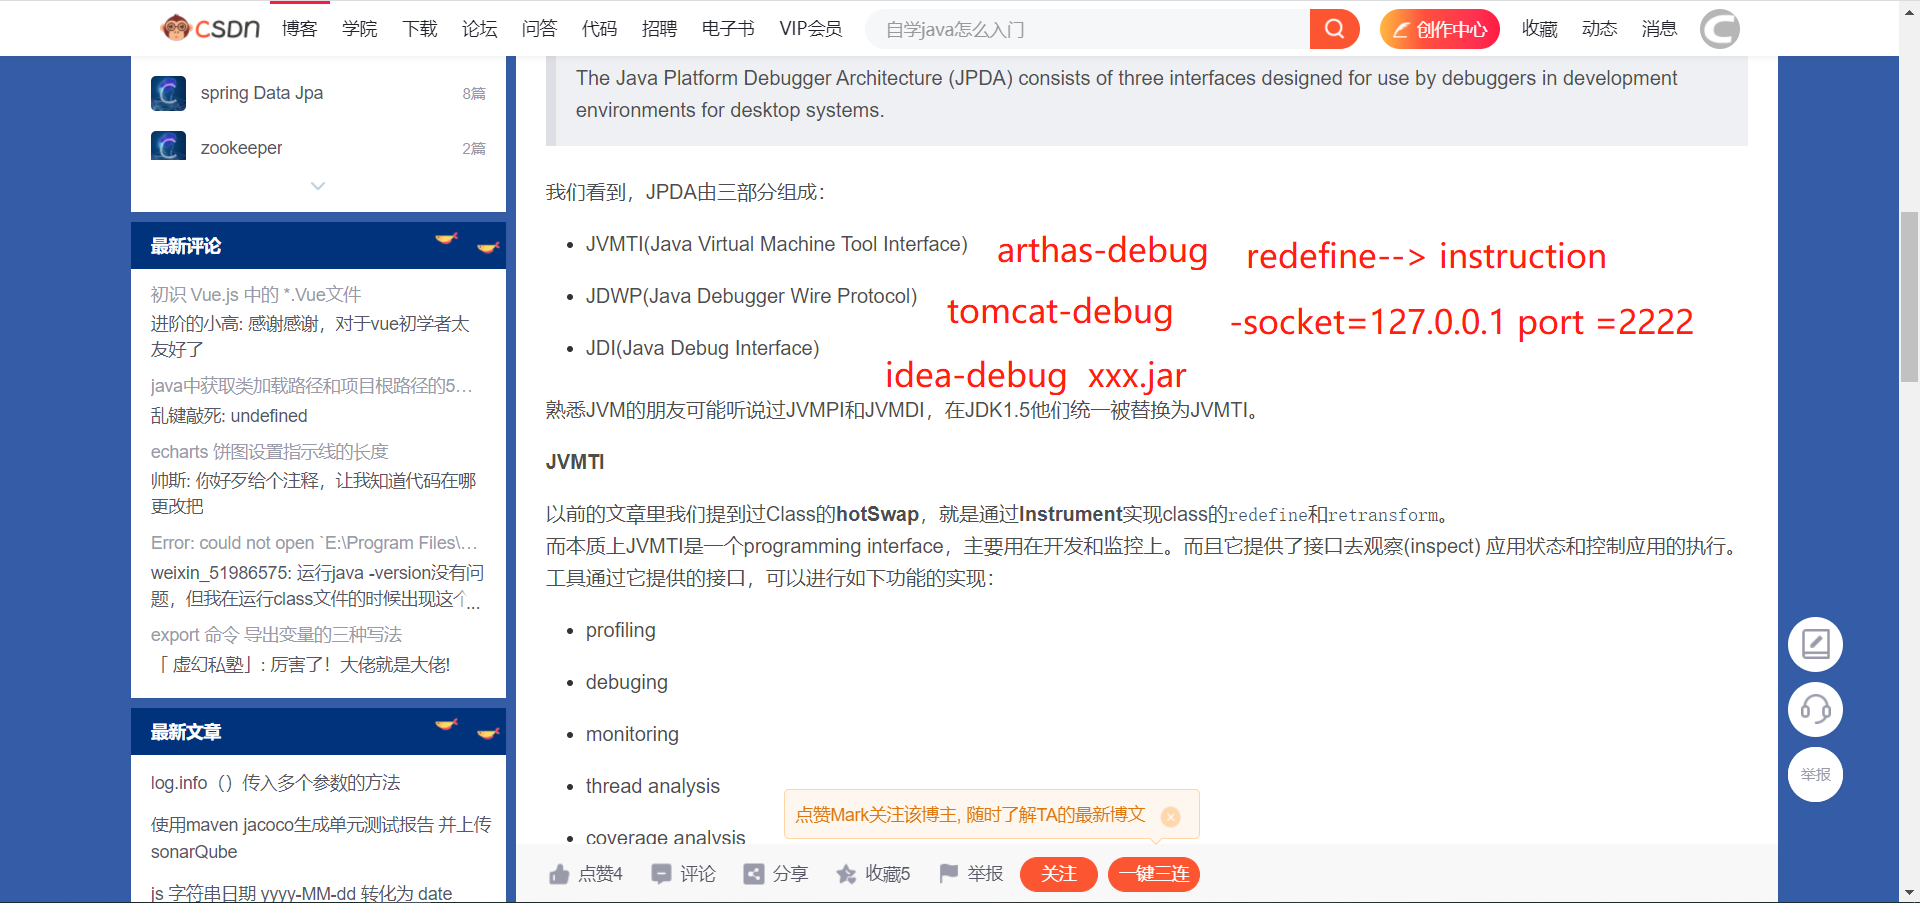 CSDN 博客 学院 下载 论坛 问答 代码 招聘 电子书 VIP会员 自学java怎么入门 创作中心 收藏 动态 消息
spring Data Jpa 8篇
zookeeper 2篇
最新评论
初识 Vue.js 中的 *.Vue文件
进阶的小高: 感谢感谢，对于vue初学者太
友好了
java中获取类加载路径和项目根路径的5...
乱键敲死: undefined
echarts 饼图设置指示线的长度
帅斯: 你好歹给个注释，让我知道代码在哪
更改把
Error: could not open `E:\Program Files\...
weixin_51986575: 运行java -version没有问
题，但我在运行class文件的时候出现这个...
export 命令 导出变量的三种写法
「 虚幻私塾」: 厉害了！大佬就是大佬!
最新文章
log.info（）传入多个参数的方法
使用maven jacoco生成单元测试报告 并上传
sonarQube
js 字符串日期 yyyy-MM-dd 转化为 date
The Java Platform Debugger Architecture (JPDA) consists of three interfaces designed for use by debuggers in development
environments for desktop systems.
我们看到，JPDA由三部分组成：
• JVMTI(Java Virtual Machine Tool Interface) arthas-debug redefine--> instruction
• JDWP(Java Debugger Wire Protocol) tomcat-debug -socket=127.0.0.1 port =2222
• JDI(Java Debug Interface)
idea-debug xxx.jar
熟悉JVM的朋友可能听说过JVMPI和JVMDI，在JDK1.5他们统一被替换为JVMTI。
JVMTI
以前的文章里我们提到过Class的hotSwap，就是通过Instrument实现class的redefine和retransform。
而本质上JVMTI是一个programming interface，主要用在开发和监控上。而且它提供了接口去观察(inspect) 应用状态和控制应用的执行。
工具通过它提供的接口，可以进行如下功能的实现：
• profiling
• debuging
• monitoring
• thread analysis
• coverage analysis
点赞Mark关注该博主, 随时了解TA的最新博文
点赞4 评论 分享 收藏5 举报 关注 一键三连
举报